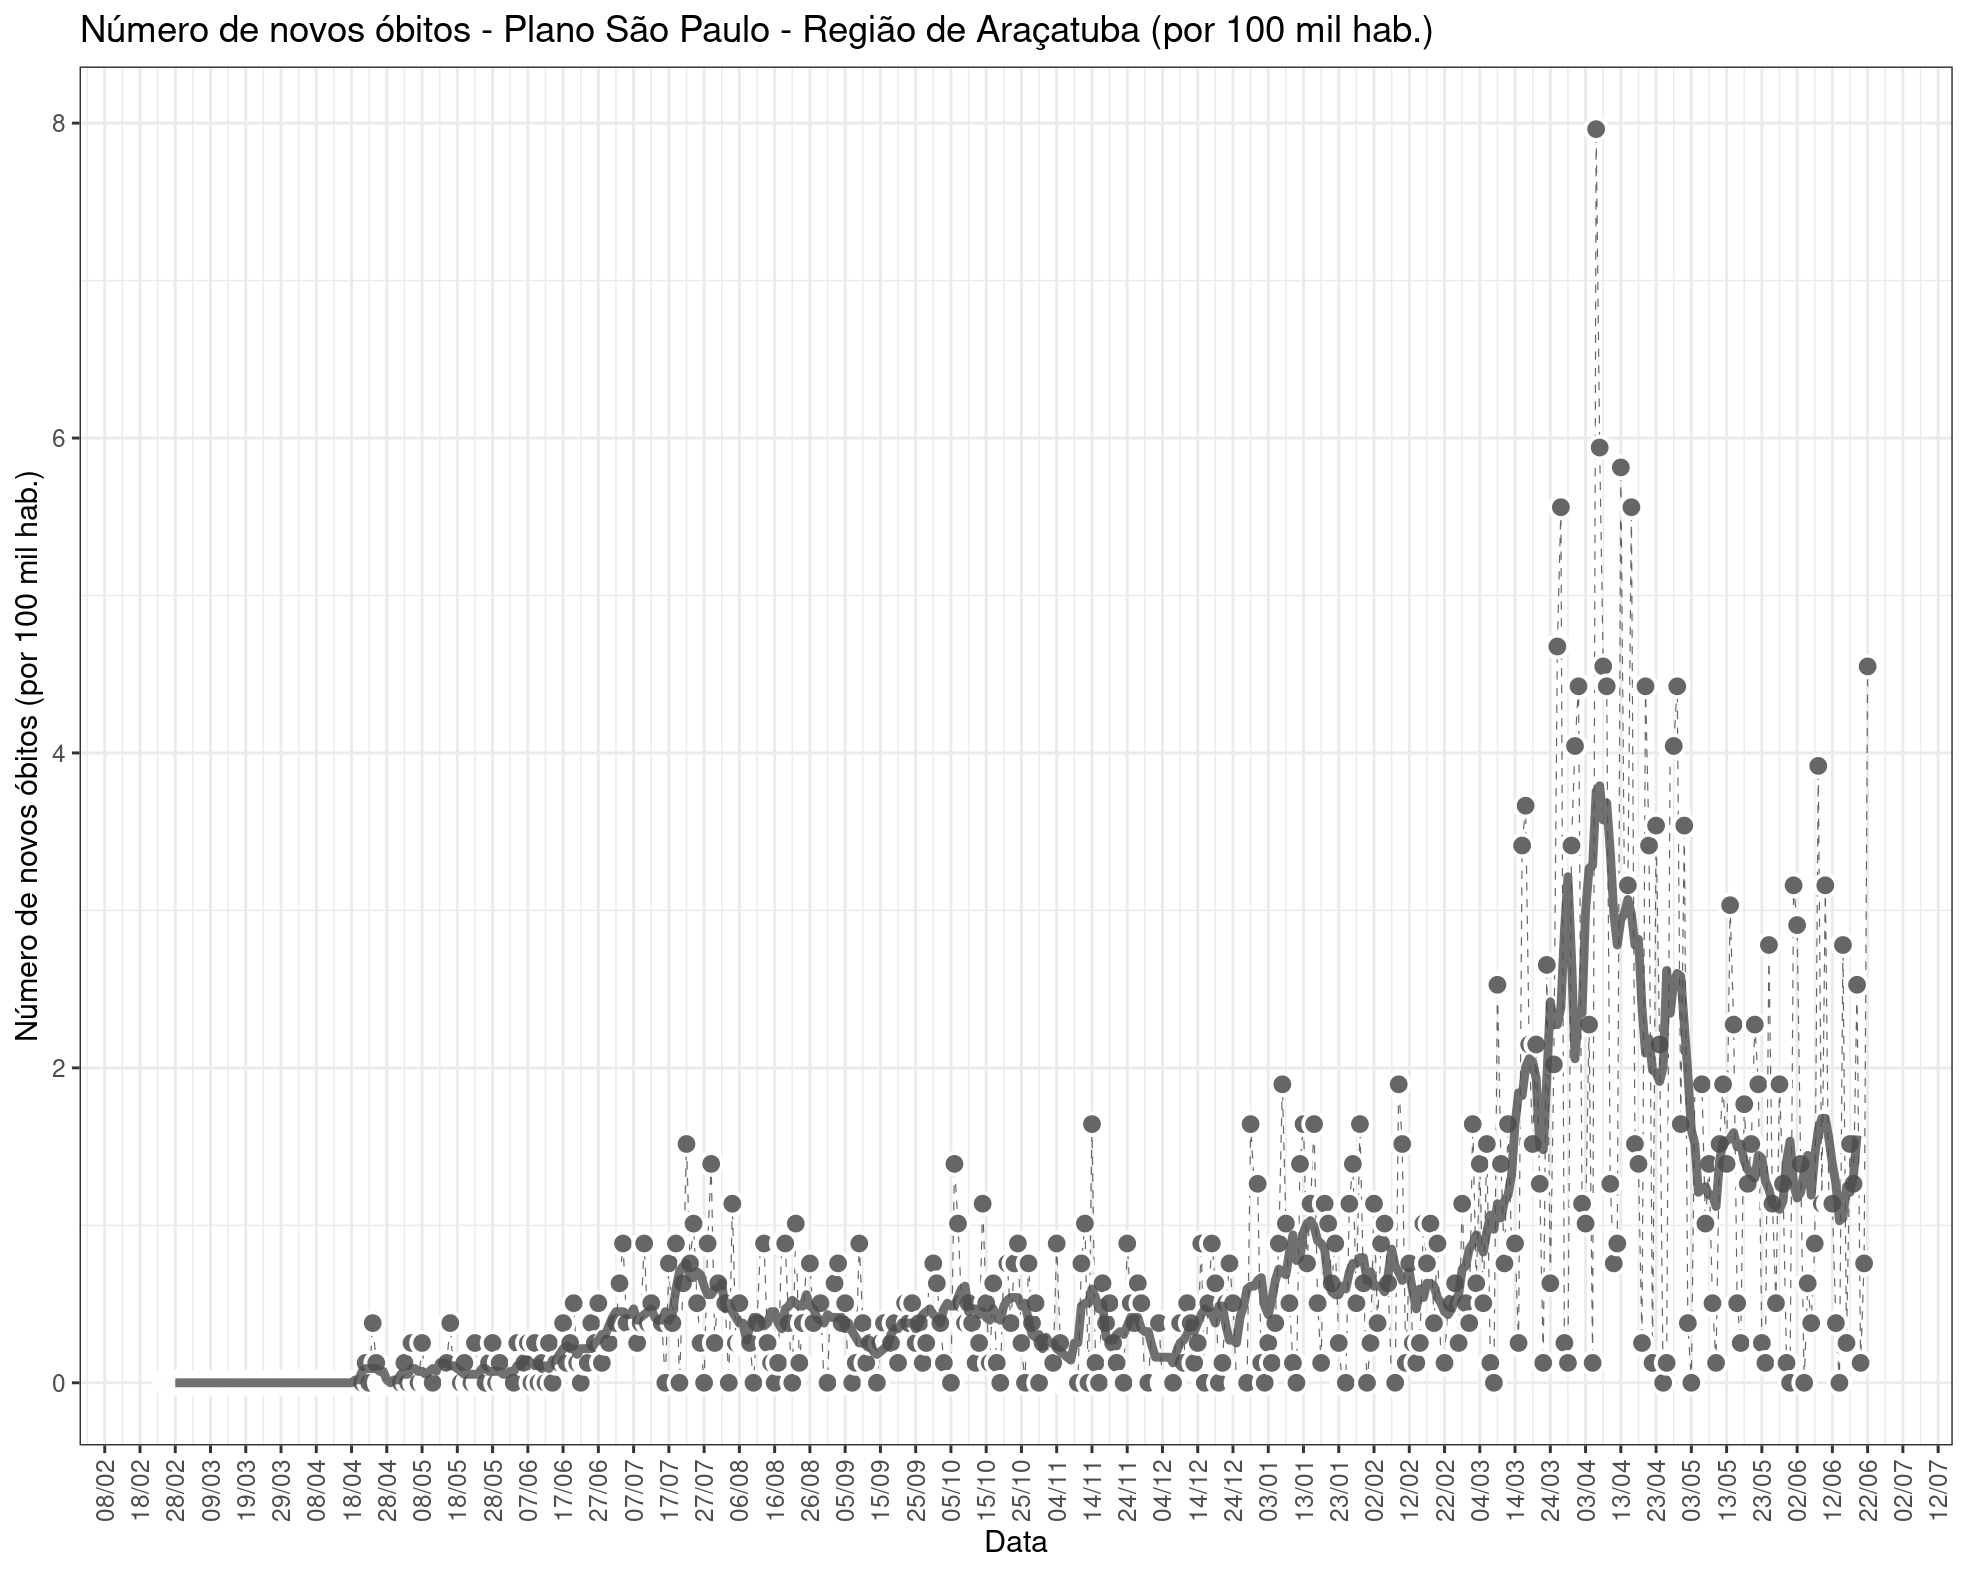 Número de novos óbitos - Plano São Paulo - Região de Araçatuba (por 100 mil hab.)
Número de novos óbitos (por 100 mil hab.)
8
6
4
2
0
08/02 18/02 28/02 09/03 19/03 29/03 08/04 18/04 28/04 08/05 18/05 28/05 07/06 17/06 27/06 07/07 17/07 27/07 06/08 16/08 26/08 05/09 15/09 25/09 05/10 15/10 25/10 04/11 14/11 24/11 04/12 14/12 24/12 03/01 13/01 23/01 02/02 12/02 22/02 04/03 14/03 24/03 03/04 13/04 23/04 03/05 13/05 23/05 02/06 12/06 22/06 02/07 12/07
Data